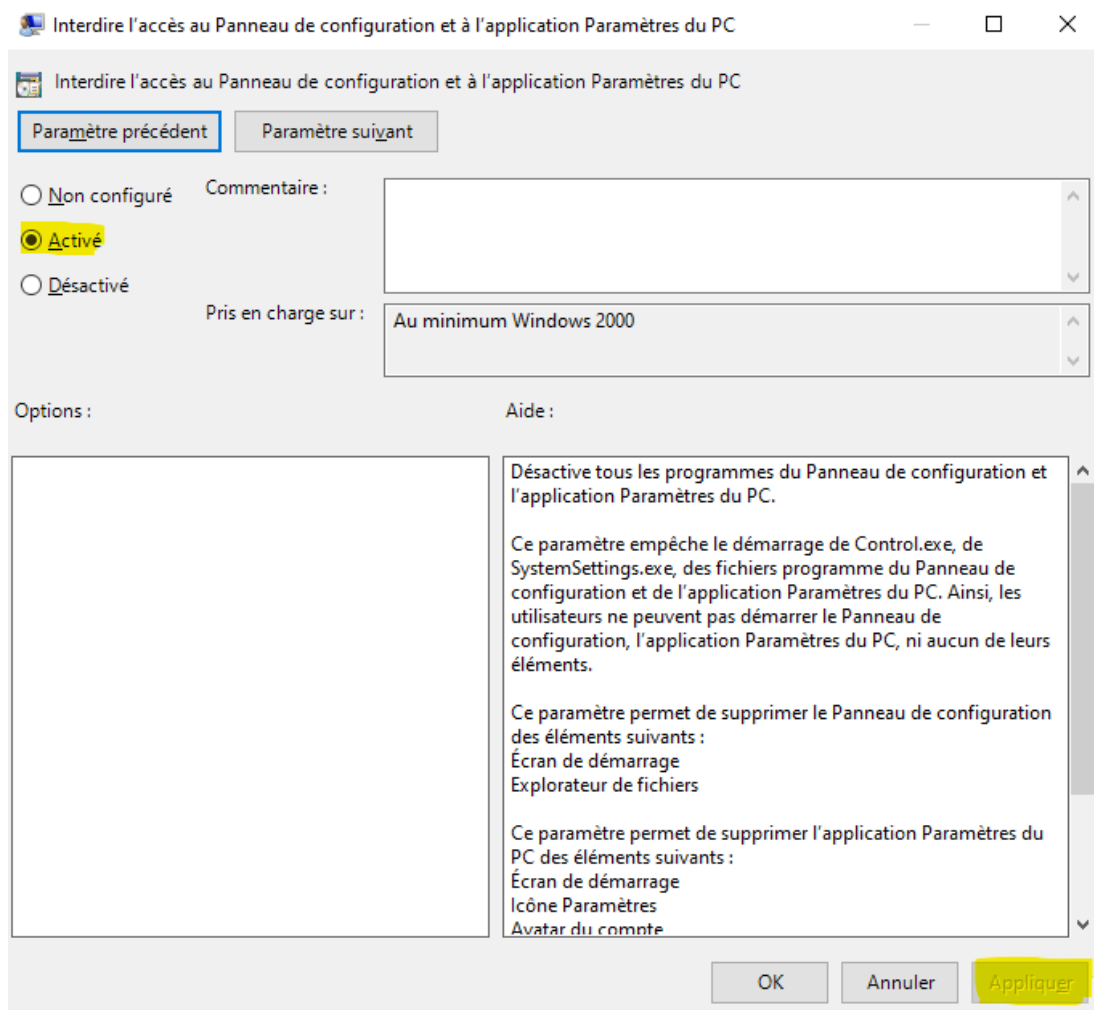 Interdire l'accès au Panneau de configuration et à l'application Paramètres du PC
Interdire l'accès au Panneau de configuration et à l'application Paramètres du PC
Paramètre précédent
Paramètre suivant
Non configuré
Commentaire :
Activé
Désactivé
Pris en charge sur :
Au minimum Windows 2000
Options :
Aide :
Désactive tous les programmes du Panneau de configuration et
l'application Paramètres du PC.
Ce paramètre empêche le démarrage de Control.exe, de
SystemSettings.exe, des fichiers programme du Panneau de
configuration et de l'application Paramètres du PC. Ainsi, les
utilisateurs ne peuvent pas démarrer le Panneau de
configuration, l'application Paramètres du PC, ni aucun de leurs
éléments.
Ce paramètre permet de supprimer le Panneau de configuration
des éléments suivants :
Écran de démarrage
Explorateur de fichiers
Ce paramètre permet de supprimer l'application Paramètres du
PC des éléments suivants :
Écran de démarrage
Icône Paramètres
Avatar du compte
OK
Annuler
Appliquer